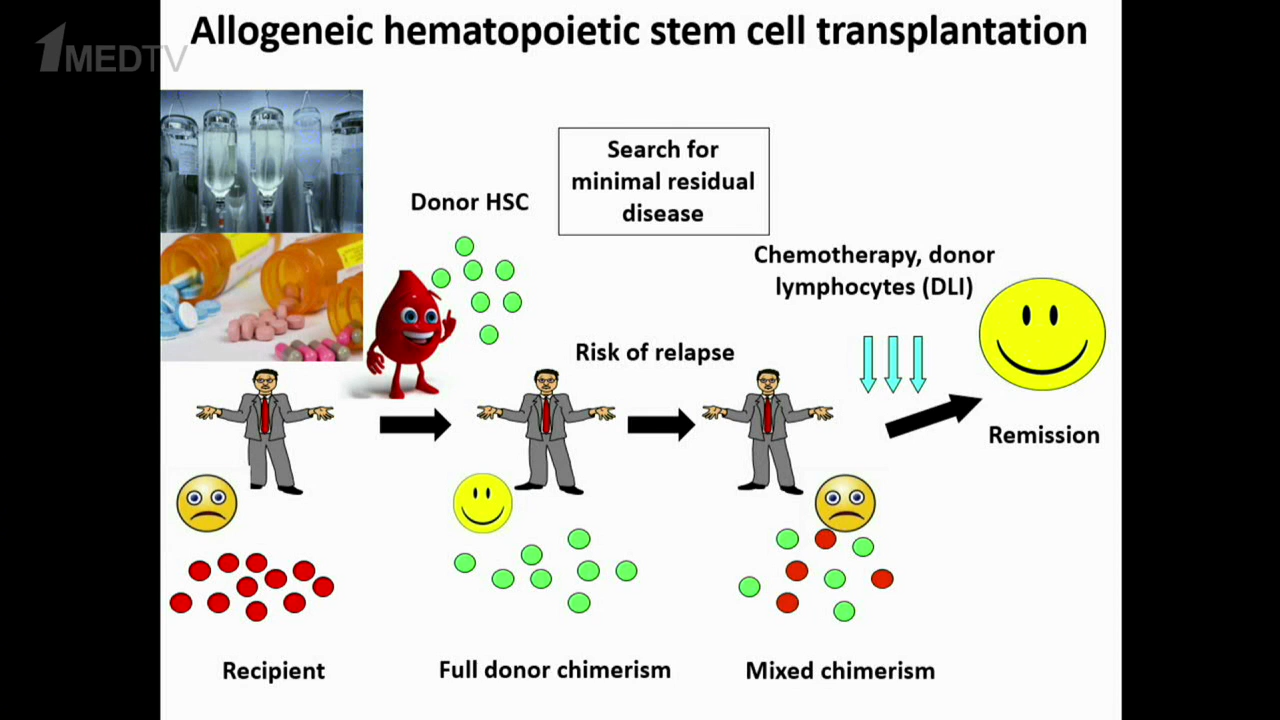 Allogeneic hematopoietic stem cell transplantation
1MEDTV
Search for
minimal residual
disease
Donor HSC
Chemotherapy, donor
lymphocytes (DLI)
Risk of relapse
Remission
Recipient
Full donor chimerism
Mixed chimerism